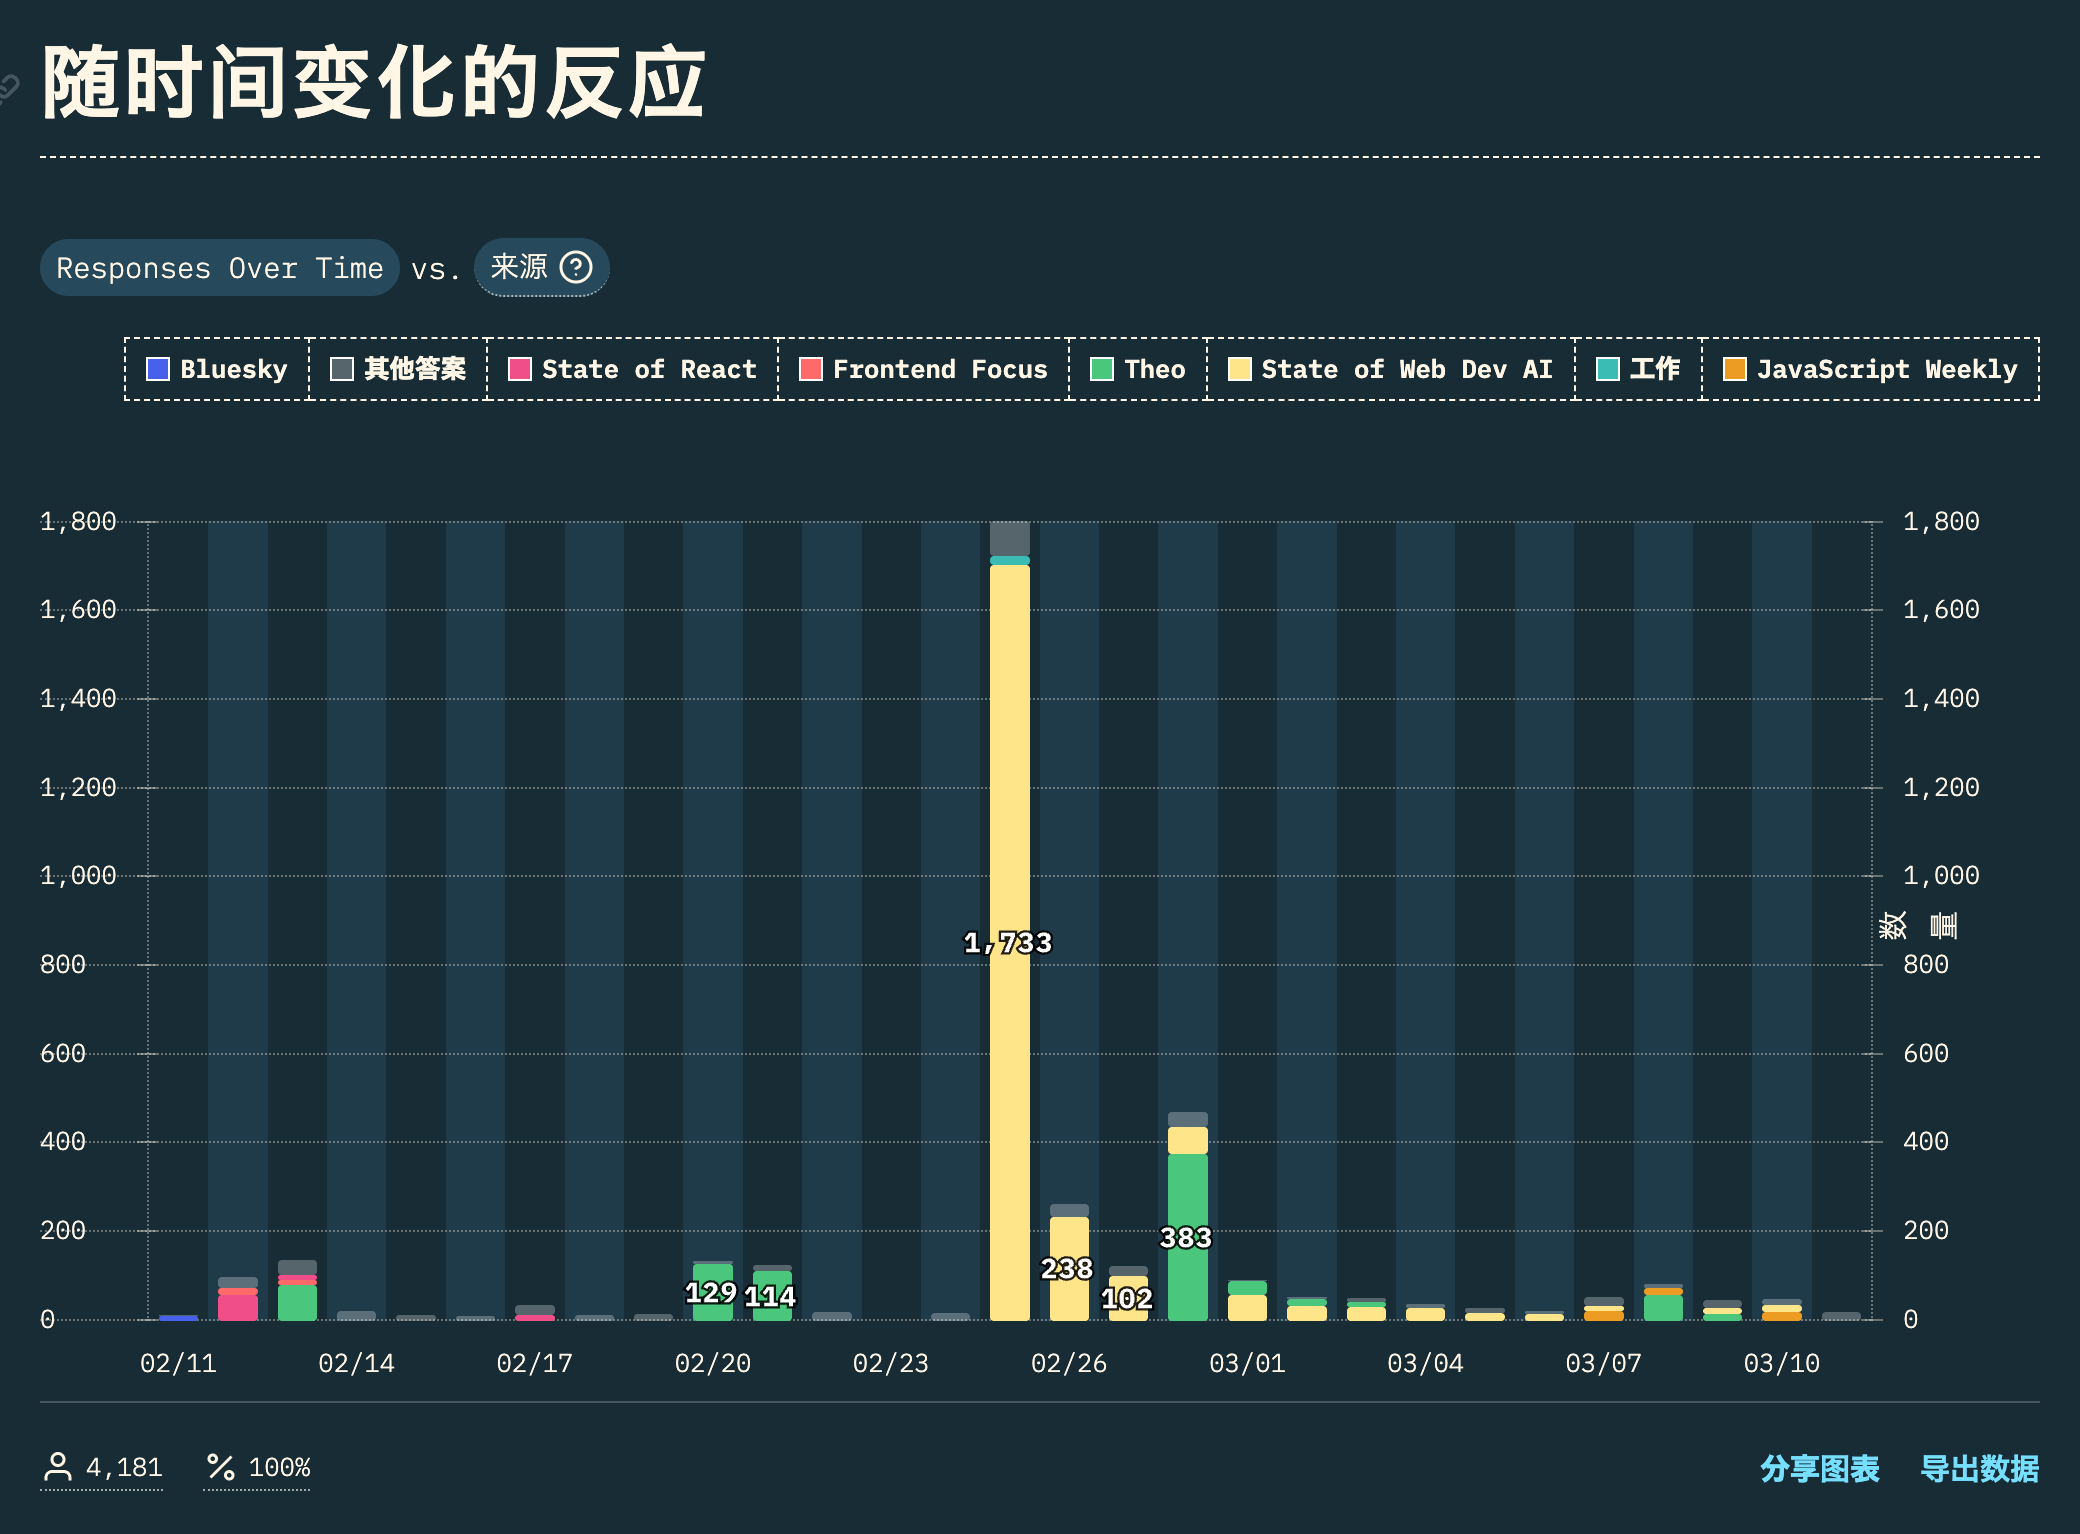 随时间变化的反应
Responses Over Time vs. 来源 ?
Bluesky 其他答案 State of React Frontend Focus Theo State of Web Dev AI 工作 JavaScript Weekly
1,800 1,800
1,600 1,600
1,400 1,400
1,200 1,200
1,000 1,000
数量
1,733
800 800
600 600
400 400
383
200 200
238
129 114 102
0 0
02/11 02/14 02/17 02/20 02/23 02/26 03/01 03/04 03/07 03/10
4,181 % 100% 分享图表 导出数据